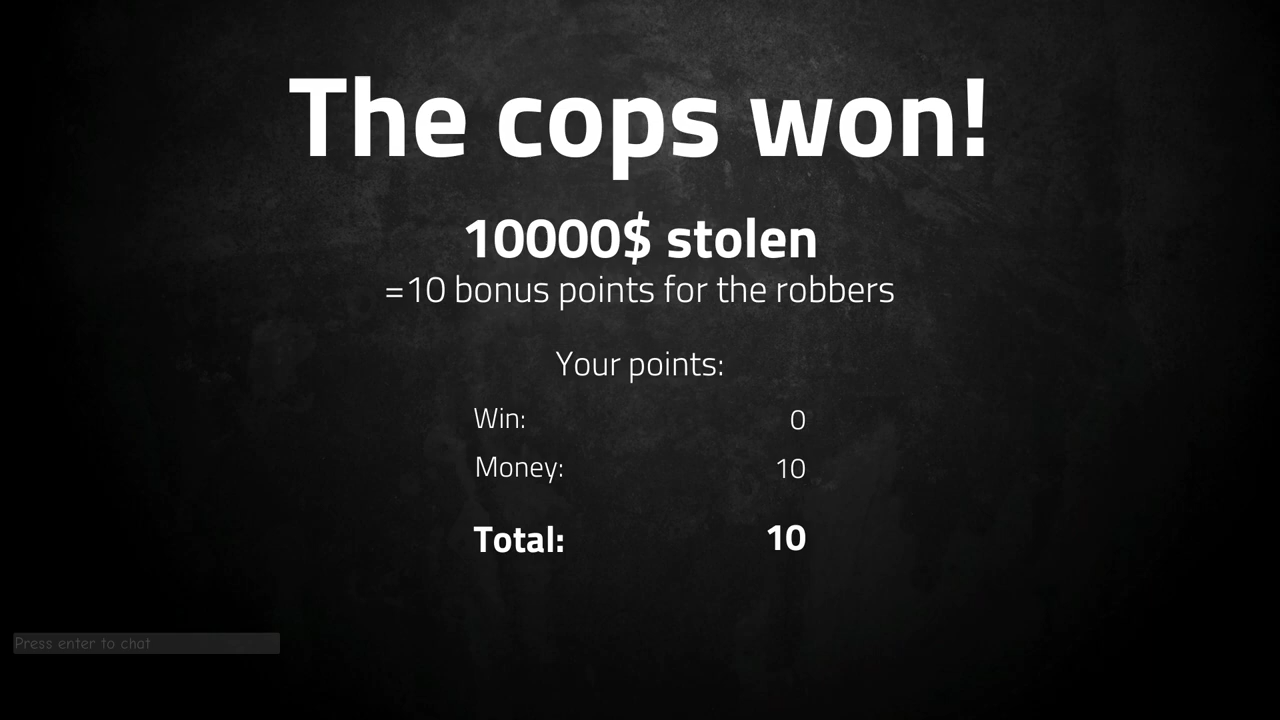 The cops won!
10000$ stolen
=10 bonus points for the robbers
Your points:
Win: 0
Money: 10
Total: 10
Press enter to chat